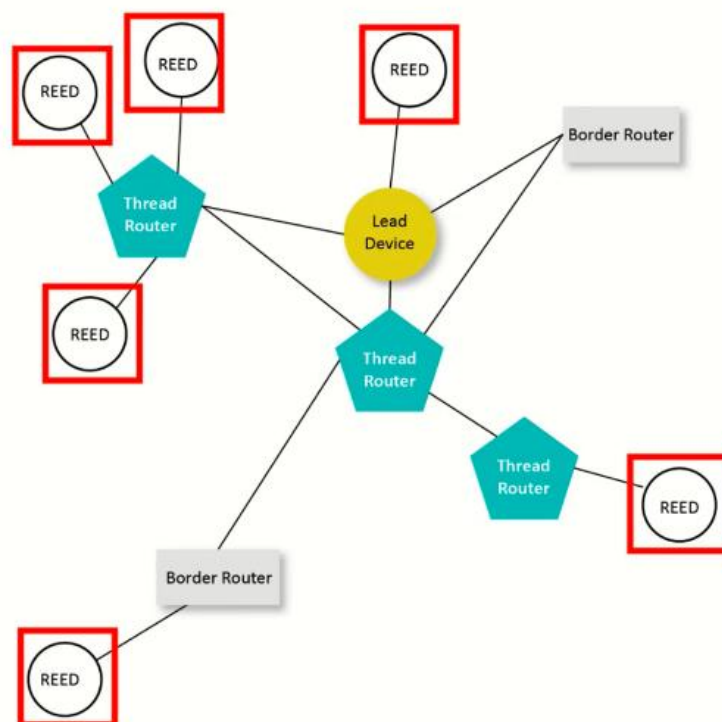 REED
REED
REED
Border Router
Thread
Router
Lead
Device
REED
Thread
Router
Thread
Router
REED
Border Router
REED